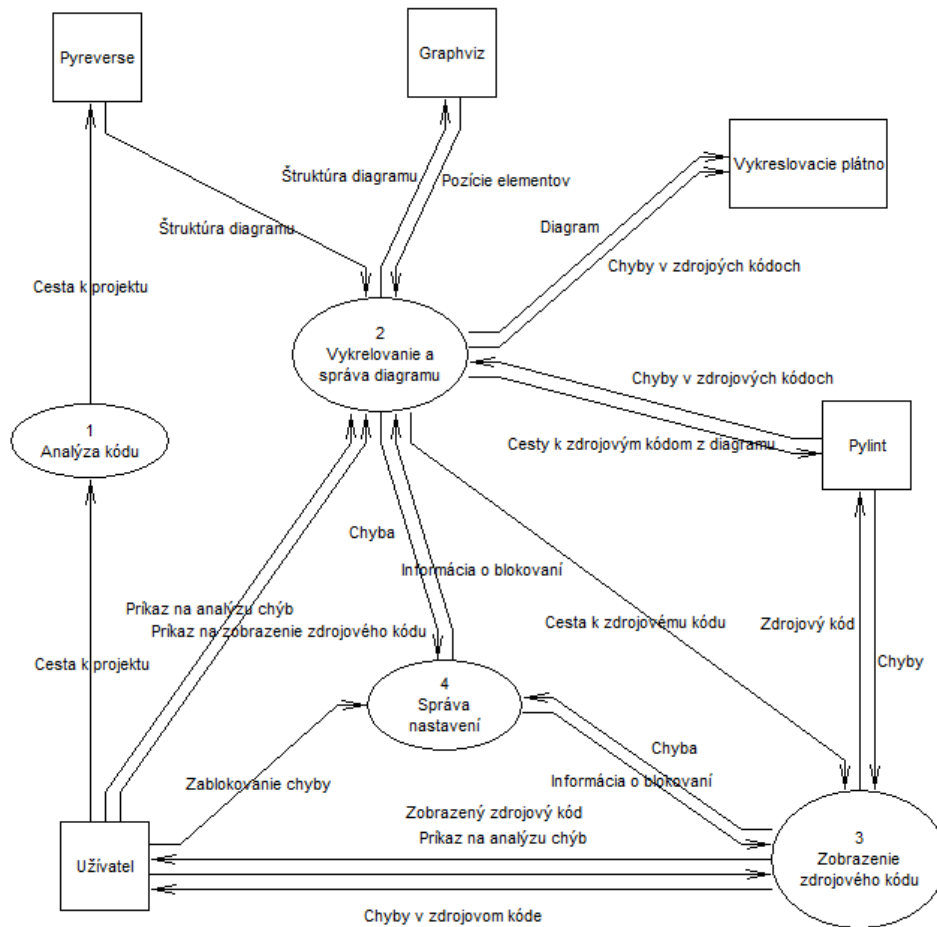 Pyreverse
Graphviz
Vykreslovacie plátno
Štruktúra diagramu
Pozície elementov
Štruktúra diagramu
Diagram
Chyby v zdrojoých kódoch
Cesta k projektu
2
Vykrelovanie a
správa diagramu
Chyby v zdrojových kódoch
1
Analýza kódu
Cesty k zdrojovým kódom z diagramu
Pylint
Chyba
Informácia o blokovaní
Príkaz na analýzu chýb
Príkaz na zobrazenie zdrojového kódu
Cesta k zdrojovému kódu
Zdrojový kód
Cesta k projektu
Chyby
4
Správa
nastavení
Chyba
Zablokovanie chyby
Informácia o blokovaní
Zobrazený zdrojový kód
Príkaz na analýzu chýb
Užívatel
3
Zobrazenie
zdrojového kódu
Chyby v zdrojovom kóde